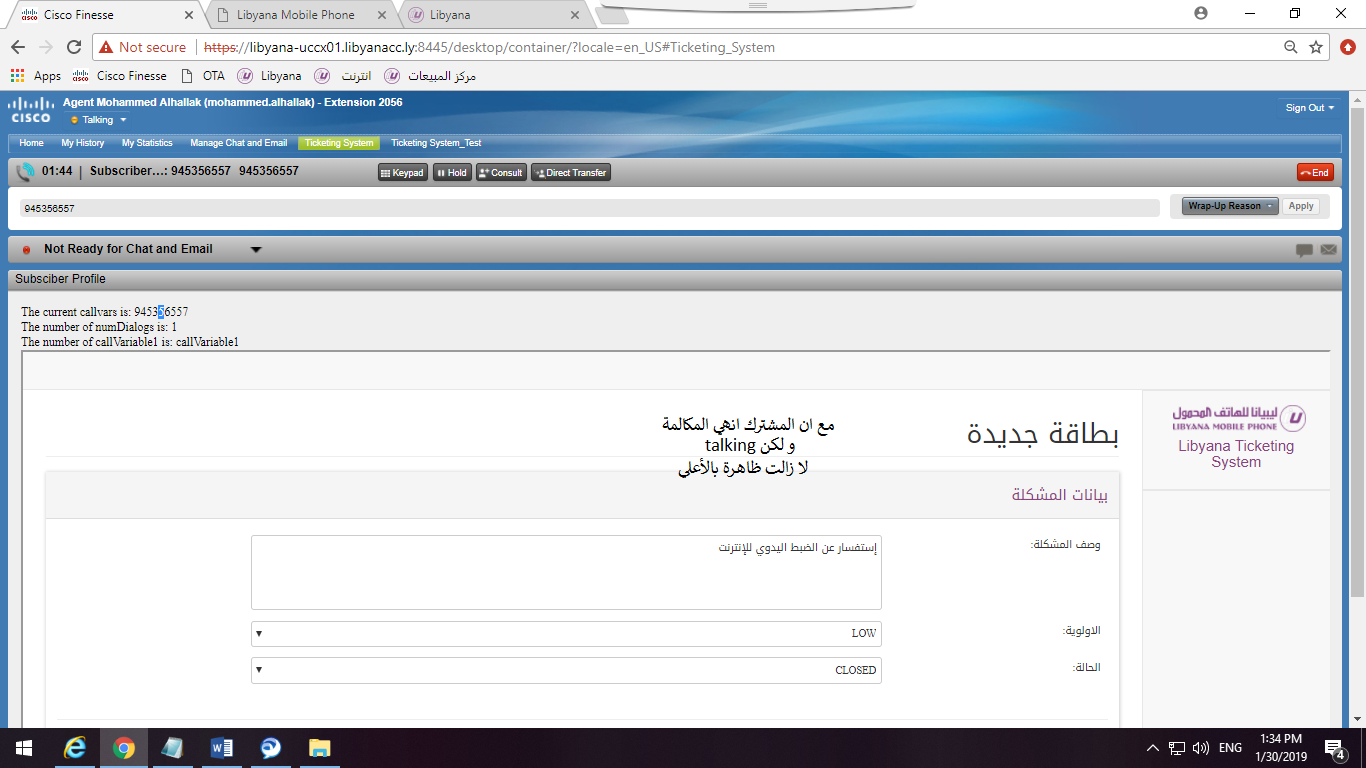 Cisco Finesse
Libyana Mobile Phone
Libyana
Not secure
https://libyana-uccx01.libyanacc.ly:8445/desktop/container/?locale=en_US#Ticketing_System
Apps
Cisco Finesse
OTA
Libyana
انترنت
مركز المبيعات
CISCO
Agent Mohammed Alhallak (mohammed.alhallak) - Extension 2056
Talking
Sign Out
Home
My History
My Statistics
Manage Chat and Email
Ticketing System
Ticketing System_Test
01:44 | Subscriber...: 945356557 945356557
Keypad
Hold
Consult
Direct Transfer
End
945356557
Wrap-Up Reason
Apply
Not Ready for Chat and Email
Subsciber Profile
The current callvars is: 945356557
The number of numDialogs is: 1
The number of callVariable1 is: callVariable1
ليبيانا للهاتف المحمول
LIBYANA MOBILE PHONE
Libyana Ticketing
System
بطاقة جديدة
مع ان المشترك انهي المكالمة
و لكن talking
لا زالت ظاهرة بالأعلي
بيانات المشكلة
وصف المشكلة:
إستفسار عن الضبط اليدوي للإنترنت
الاولوية:
LOW
الحالة:
CLOSED
ENG
1:34 PM
1/30/2019
4